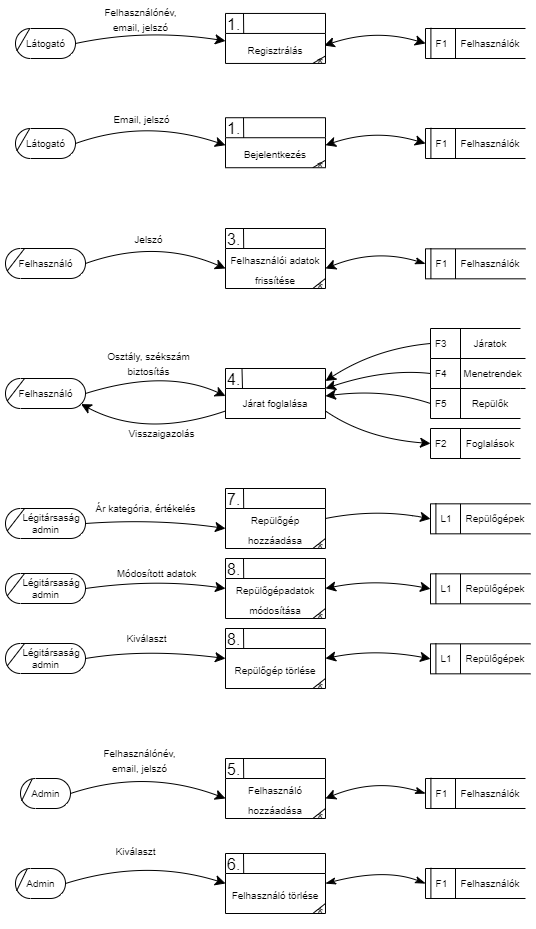 Felhasználónév,
email, jelszó
Látogató
1.
Regisztrálás
F1
Felhasználók
Email, jelszó
Látogató
1.
Bejelentkezés
F1
Felhasználók
Jelszó
Felhasználó
3.
Felhasználói adatok
frissítése
F1
Felhasználók
Osztály, székszám
biztosítás
Felhasználó
Visszaigazolás
4.
Járat foglalása
F3
Járatok
F4
Menetrendek
F5
Repülők
F2
Foglalások
Ár kategória, értékelés
Légitársaság
admin
7.
Repülőgép
hozzáadása
L1
Repülőgépek
Módosított adatok
Légitársaság
admin
8.
Repülőgépadatok
módosítása
L1
Repülőgépek
Kiválaszt
Légitársaság
admin
8.
Repülőgép törlése
L1
Repülőgépek
Felhasználónév,
email, jelszó
Admin
5.
Felhasználó
hozzáadása
F1
Felhasználók
Kiválaszt
Admin
6.
Felhasználó törlése
F1
Felhasználók